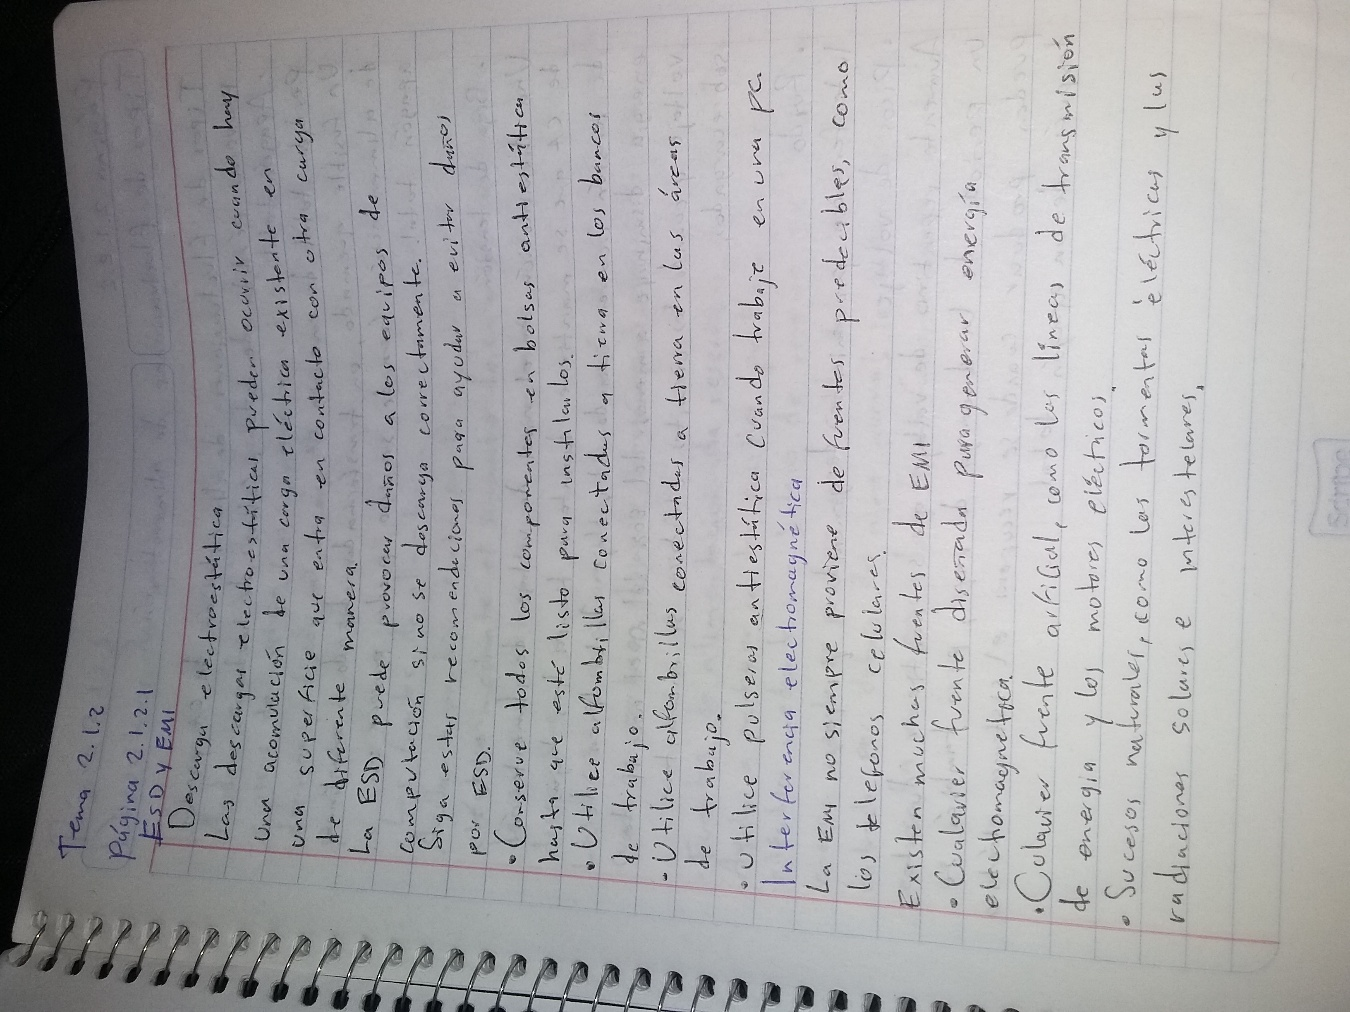 Tema 2.1.2
Página 2.1.2.1
ESD y EMI
Descarga electroestática
Las descargas electroestáticas pueden ocurrir cuando hay
una acomulación de una carga eléctrica existente en
una superficie que entra en contacto con otra carga
de diferente manera.
La ESD puede provocar daños a los equipos de
computación si no se descarga correctamente.
Siga estas recomendaciones para ayudar a evitar daños
por ESD.
• Conserve todos los componentes en bolsas antiestáticas
hasta que esté listo para instalarlos.
• Utilice alfombrillas conectadas a tierra en los bancos
de trabajo.
• Utilice alfombrillas conectadas a tierra en las áreas
de trabajo.
• Utilice pulseras antiestática cuando trabaje en una pc.
Interferencia electromagnética
La EMI no siempre proviene de fuentes predecibles, como
los telefonos celulares.
Existen muchas fuentes de EMI
• Cualavier fuente diseñada para generar energía
electromagnetica.
• Culavier fuente artificial, como las líneas de transmisión
de energia y los motores eléctricos.
• Sucesos naturales, como las tormentas eléctricas y las
radiaciones solares e interestelares.
Scribe